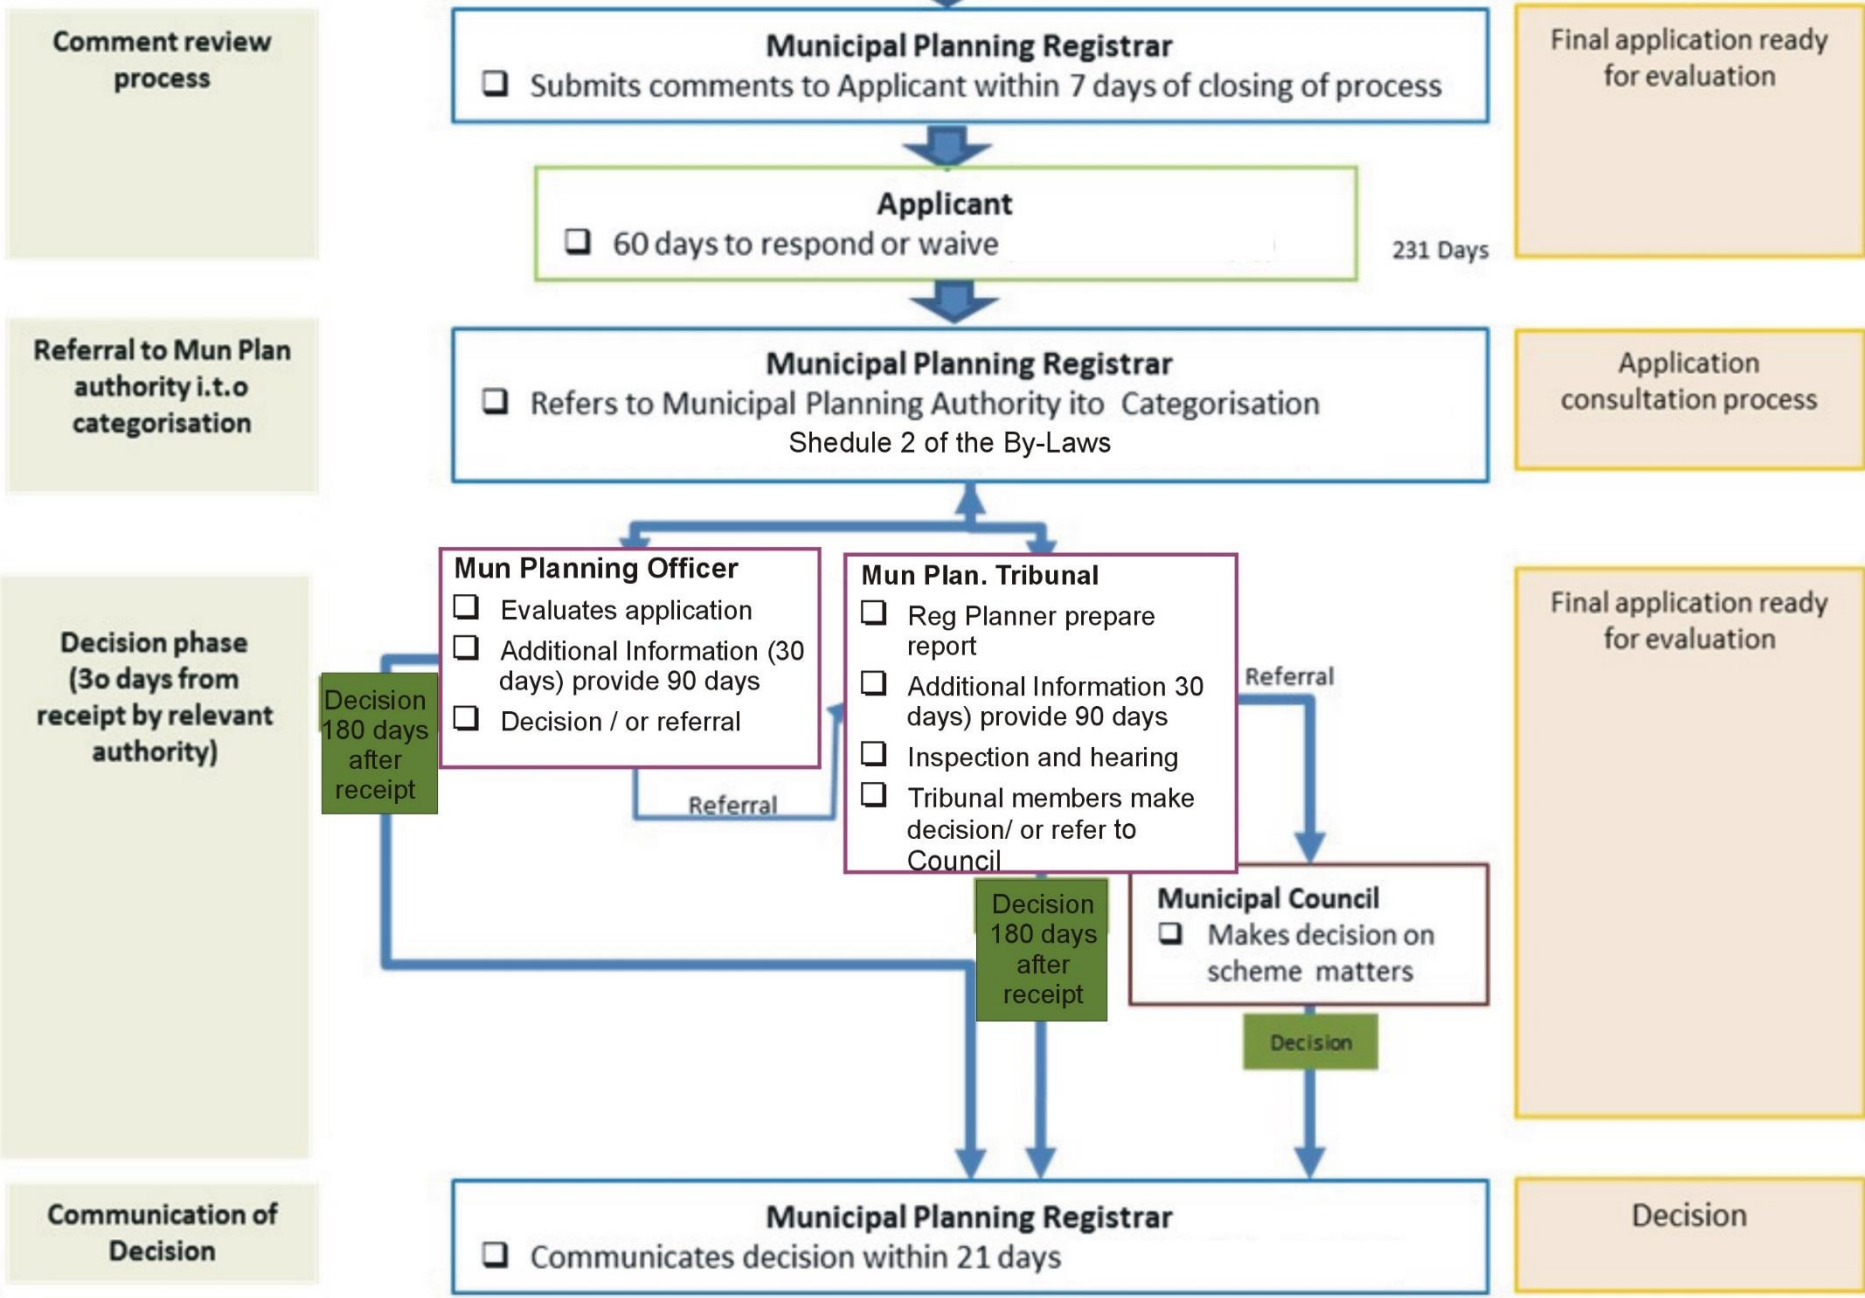 Comment review
process
Municipal Planning Registrar
❑ Submits comments to Applicant within 7 days of closing of process
Final application ready
for evaluation
Applicant
❑ 60 days to respond or waive
231 Days
Referral to Mun Plan
authority i.t.o
categorisation
Municipal Planning Registrar
❑ Refers to Municipal Planning Authority ito Categorisation
Shedule 2 of the By-Laws
Application
consultation process
Decision phase
(3o days from
receipt by relevant
authority)
Decision
180 days
after
receipt
Mun Planning Officer
❑ Evaluates application
❑ Additional Information (30
days) provide 90 days
❑ Decision / or referral
Referral
Mun Plan. Tribunal
❑ Reg Planner prepare
report
❑ Additional Information 30
days) provide 90 days
❑ Inspection and hearing
❑ Tribunal members make
decision/ or refer to
Council
Referral
Final application ready
for evaluation
Decision
180 days
after
receipt
Municipal Council
❑ Makes decision on
scheme matters
Decision
Communication of
Decision
Municipal Planning Registrar
❑ Communicates decision within 21 days
Decision